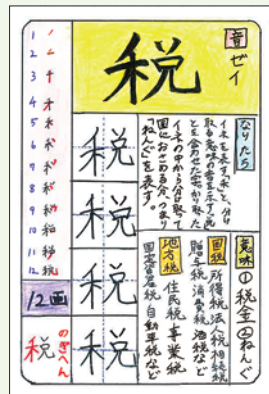 税
音
ゼイ
なりたち
イネを表す「禾」と、分け
取る意味の音を示す「兌」
とを合わせた字。かり取った
イネの中から分け取って
国におさめる分、つまり
「ねんぐ」を表す。
意味
①税金②ねんぐ
国税
所得税 法人税 相続税
贈与税 消費税 酒税など
地方税
住民税 事業税
固定資産税 自動車税など
税
税
税
税
1
2
3
4
5
6
7
8
9
10
11
12
税
12画
のぎへん
税